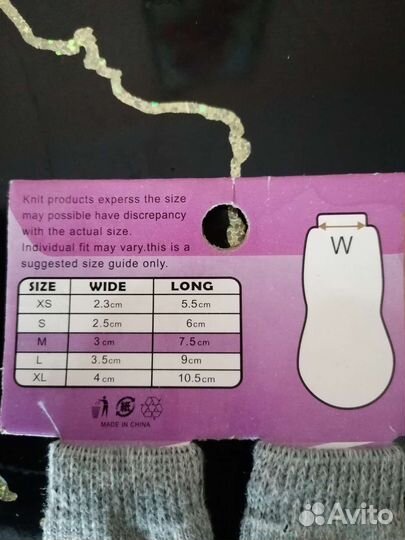 Knit products experss the size
may possible have discrepancy
with the actual size.
Individual fit may vary.this is a
suggested size guide only.
SIZE WIDE LONG
XS 2.3cm 5.5cm
S 2.5cm 6cm
M 3cm 7.5cm
L 3.5cm 9cm
XL 4cm 10.5cm
MADE IN CHINA
W
Avito